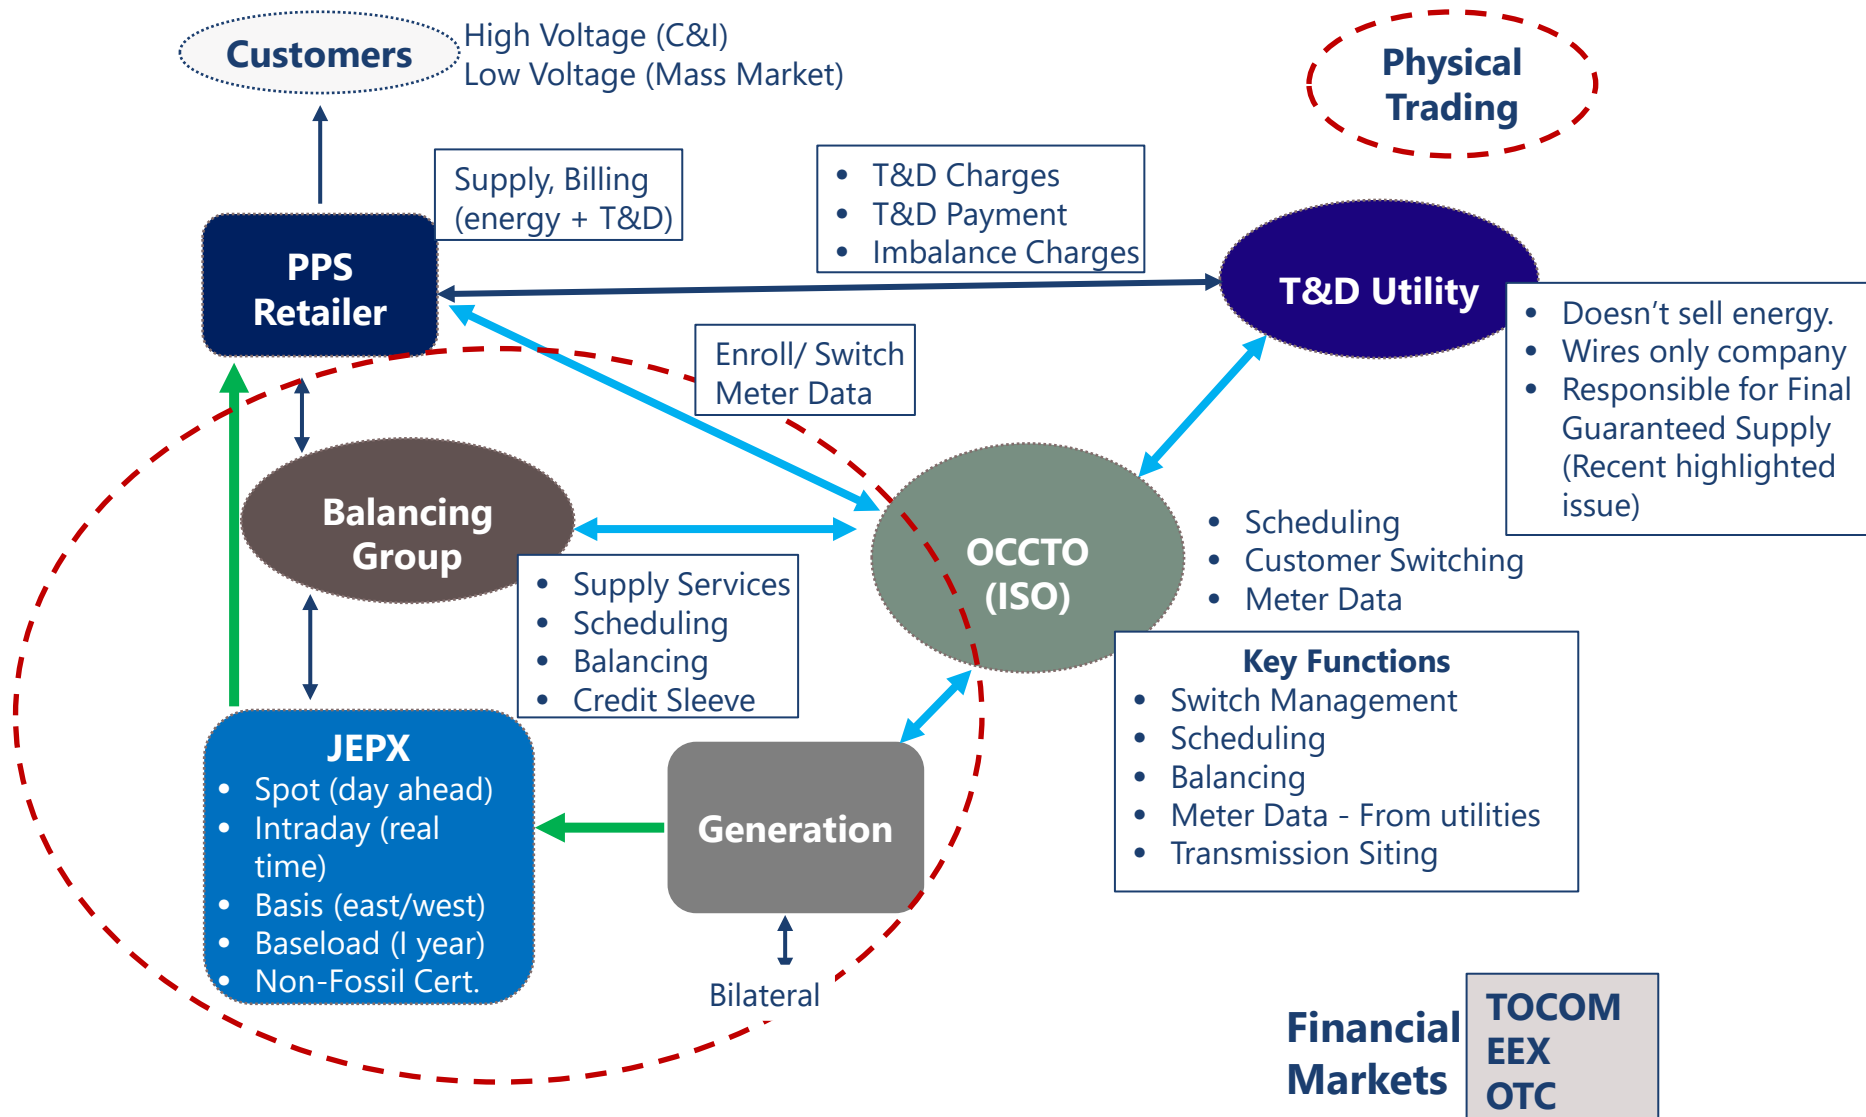 Customers
High Voltage (C&I)
Low Voltage (Mass Market)
Physical
Trading
Supply, Billing
(energy + T&D)
• T&D Charges
• T&D Payment
• Imbalance Charges
PPS
Retailer
T&D Utility
• Doesn’t sell energy.
• Wires only company
• Responsible for Final
Guaranteed Supply
(Recent highlighted
issue)
Enroll/ Switch
Meter Data
Balancing
Group
OCCTO
(ISO)
• Scheduling
• Customer Switching
• Meter Data
• Supply Services
• Scheduling
• Balancing
• Credit Sleeve
Key Functions
• Switch Management
• Scheduling
• Balancing
• Meter Data - From utilities
• Transmission Siting
JEPX
• Spot (day ahead)
• Intraday (real
time)
• Basis (east/west)
• Baseload (I year)
• Non-Fossil Cert.
Generation
Bilateral
Financial
Markets
TOCOM
EEX
OTC